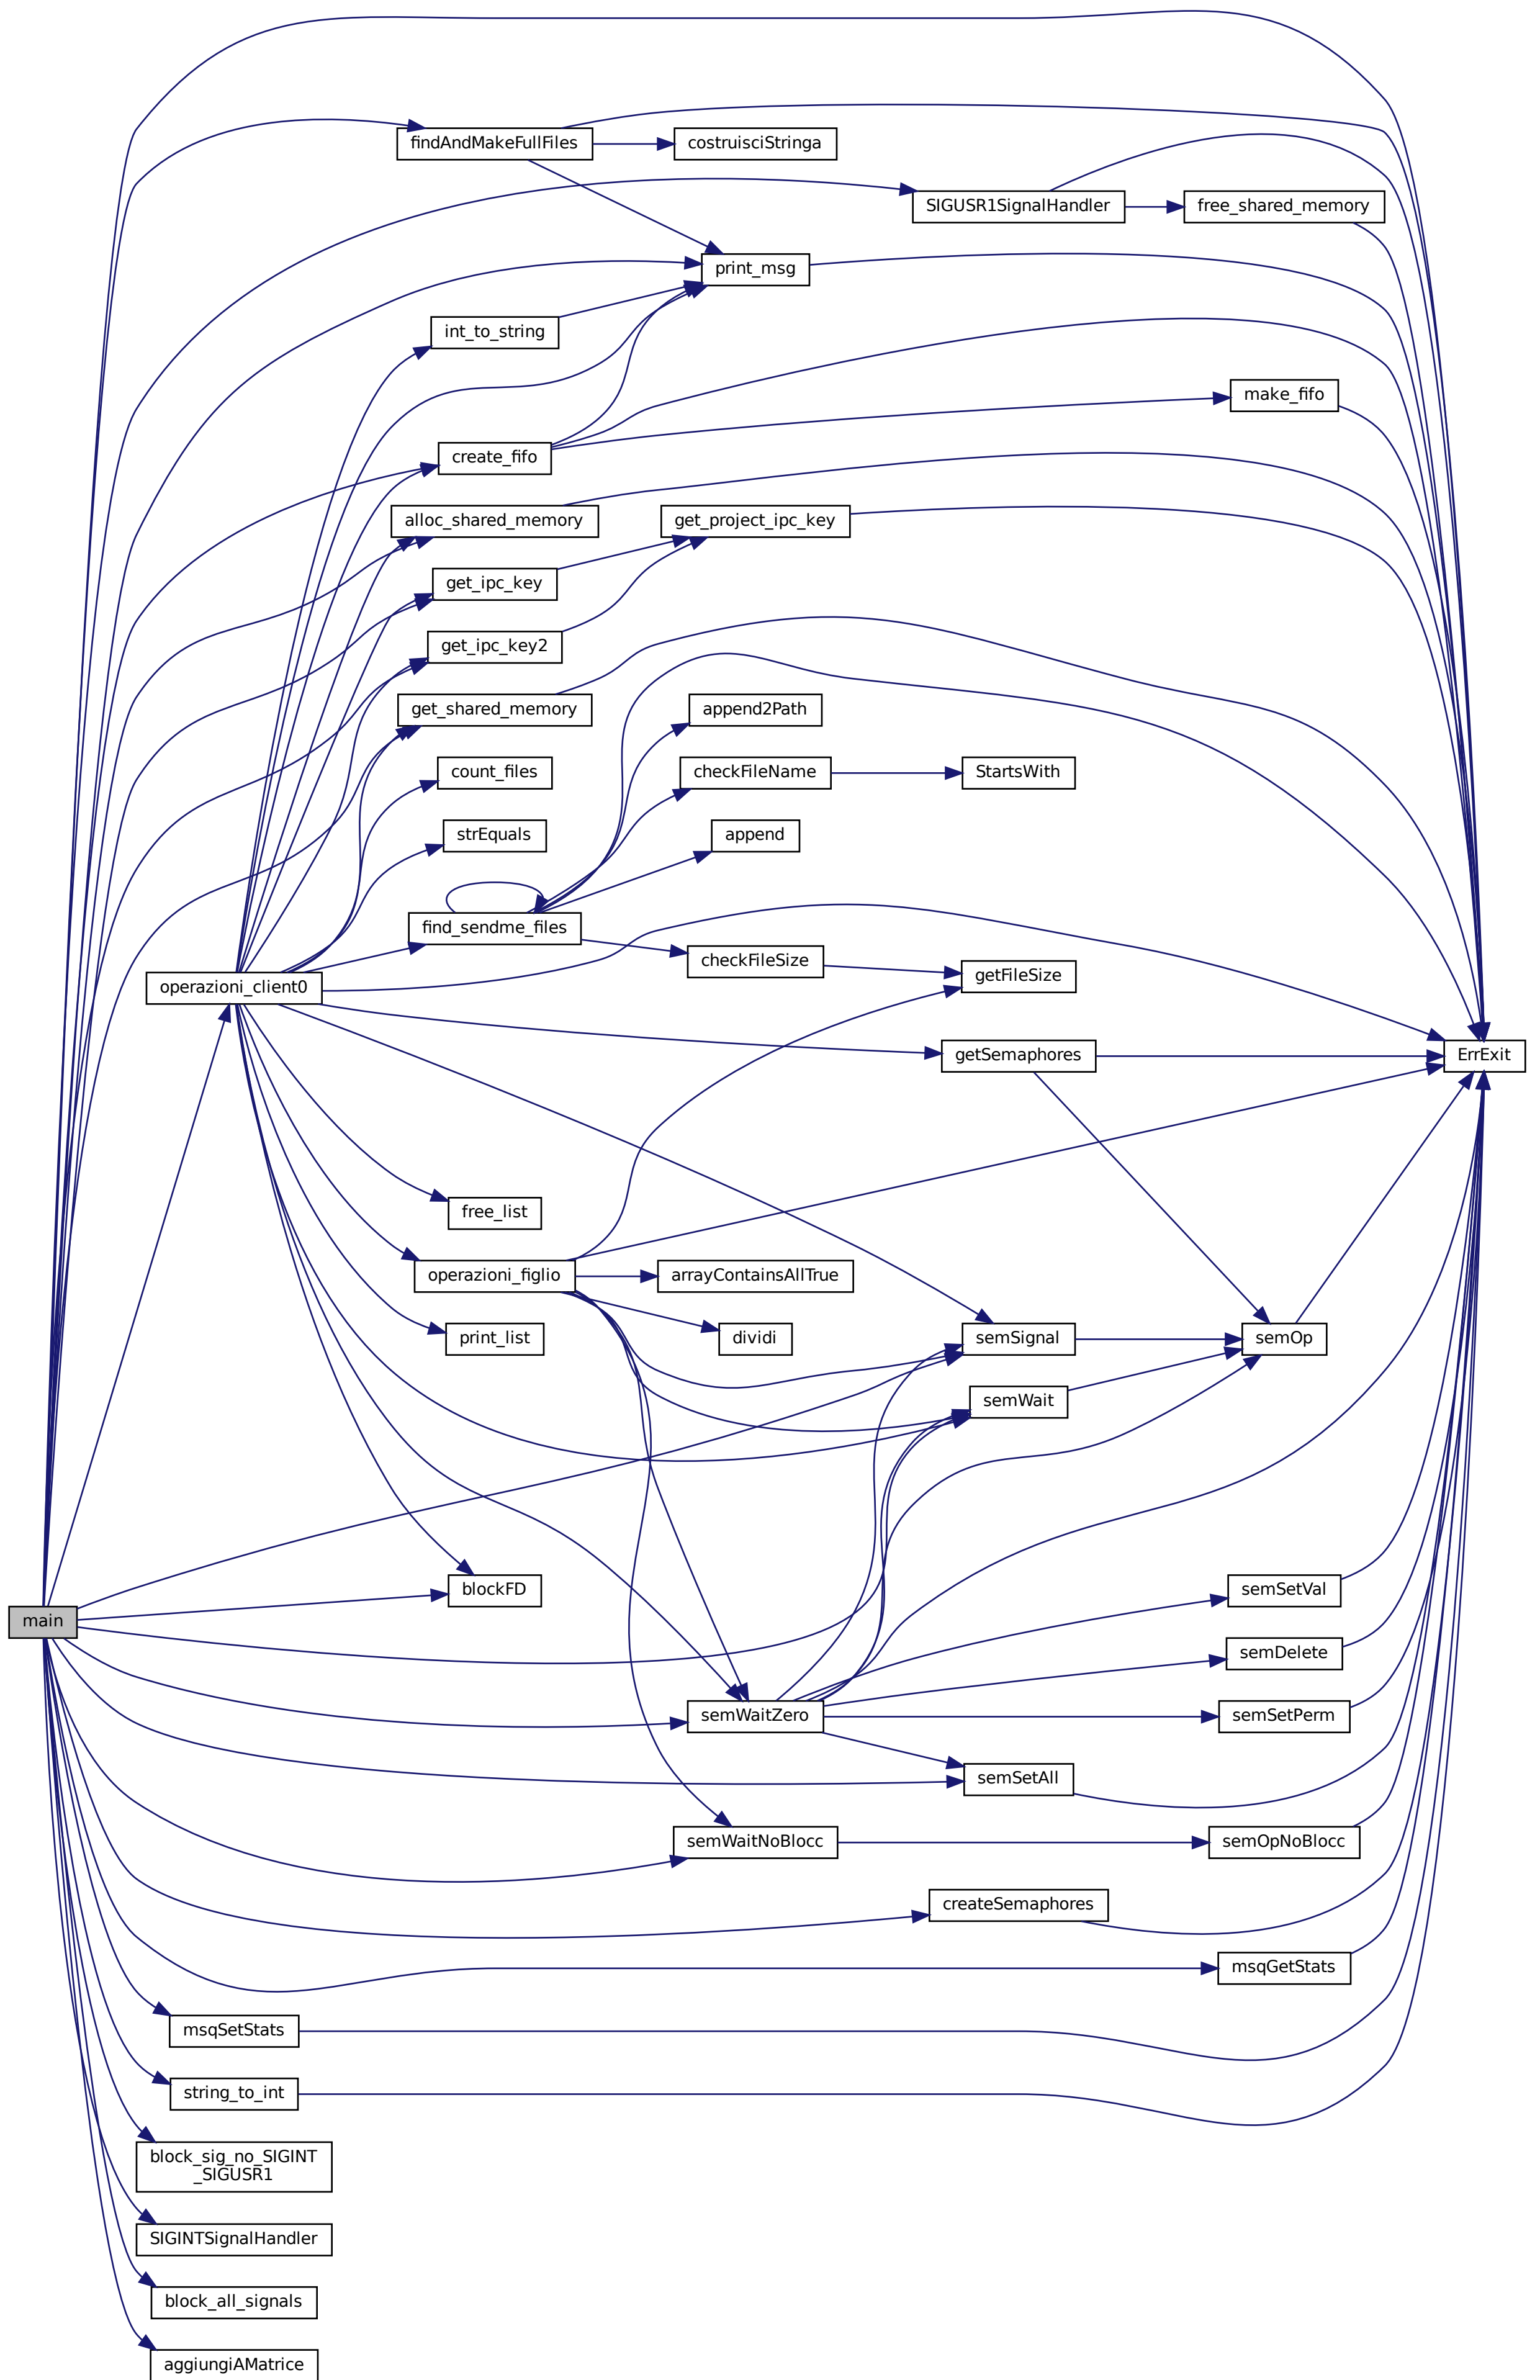 findAndMakeFullFiles
costruisciStringa
SIGUSR1SignalHandler
free_shared_memory
print_msg
int_to_string
make_fifo
create_fifo
alloc_shared_memory
get_project_ipc_key
get_ipc_key
get_ipc_key2
get_shared_memory
append2Path
count_files
checkFileName
StartsWith
strEquals
append
find_sendme_files
checkFileSize
getFileSize
operazioni_client0
getSemaphores
ErrExit
free_list
operazioni_figlio
arrayContainsAllTrue
print_list
dividi
semSignal
semOp
semWait
blockFD
semSetVal
main
semDelete
semWaitZero
semSetPerm
semSetAll
semWaitNoBlocc
semOpNoBlocc
createSemaphores
msqGetStats
msqSetStats
string_to_int
block_sig_no_SIGINT
_SIGUSR1
SIGINTSignalHandler
block_all_signals
aggiungiAMatrice